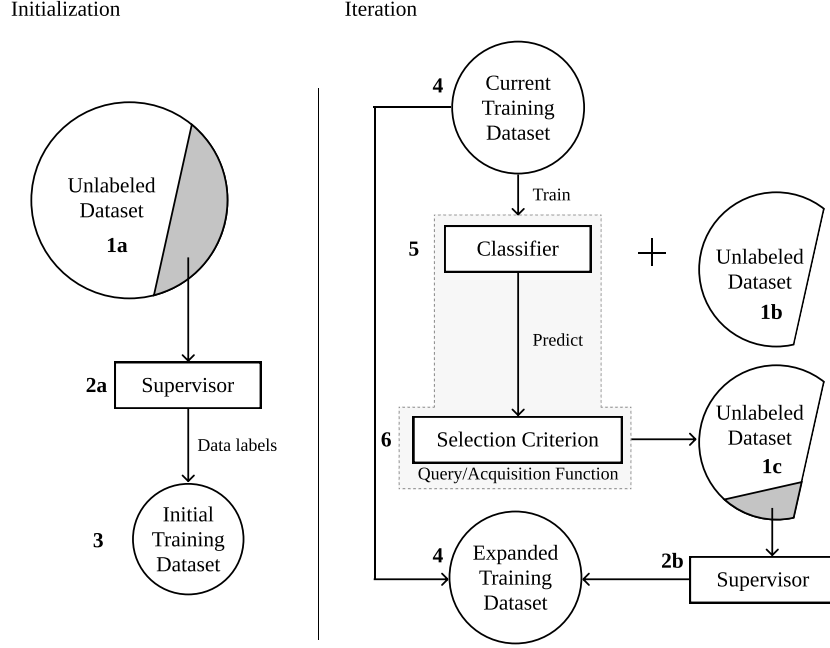 Initialization
Unlabeled
Dataset
1a
2a
Supervisor
Data labels
3
Initial
Training
Dataset
Iteration
4
Current
Training
Dataset
Train
5
Classifier
Unlabeled
Dataset
1b
Predict
6
Selection Criterion
Query/Acquisition Function
Unlabeled
Dataset
1c
4
Expanded
Training
Dataset
2b
Supervisor